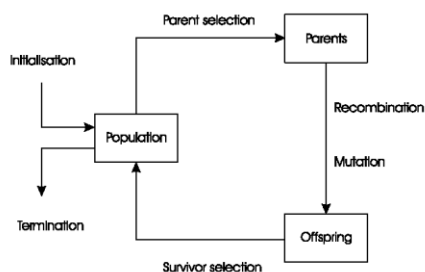 Parent selection
Parents
Initialisation
Recombination
Population
Mutation
Termination
Offspring
Survivor selection